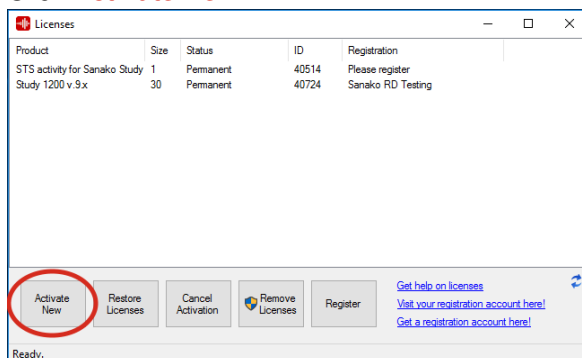 Licenses
Product Size Status ID Registration
STS activity for Sanako Study 1 Permanent 40514 Please register
Study 1200 v.9.x 30 Permanent 40724 Sanako RD Testing
Activate New
Restore Licenses
Cancel Activation
Remove Licenses
Register
Get help on licenses
Visit your registration account here!
Get a registration account here!
Ready.